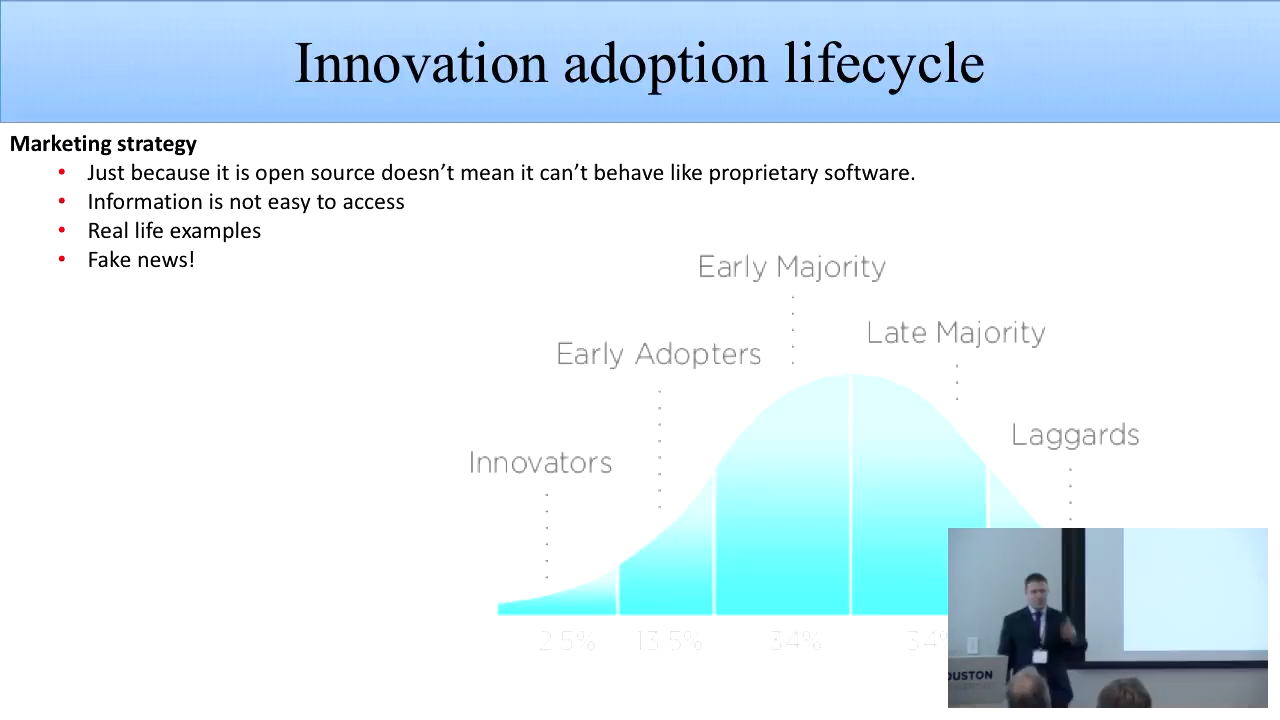 Innovation adoption lifecycle
Marketing strategy
• Just because it is open source doesn’t mean it can’t behave like proprietary software.
• Information is not easy to access
• Real life examples
• Fake news!
Early Majority
Late Majority
Early Adopters
Laggards
Innovators
2.5% 13.5% 34% 34%
OUSTON